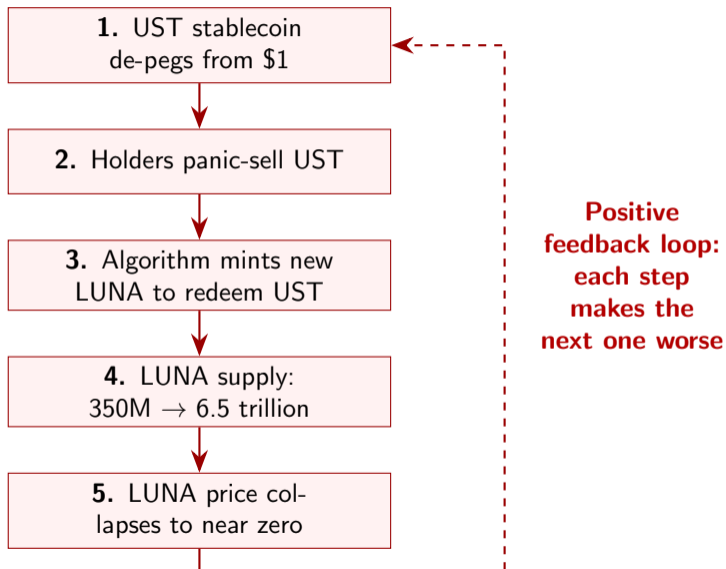 1. UST stablecoin
de-pegs from $1
2. Holders panic-sell UST
3. Algorithm mints new
LUNA to redeem UST
4. LUNA supply:
350M → 6.5 trillion
5. LUNA price col-
lapses to near zero
Positive
feedback loop:
each step
makes the
next one worse